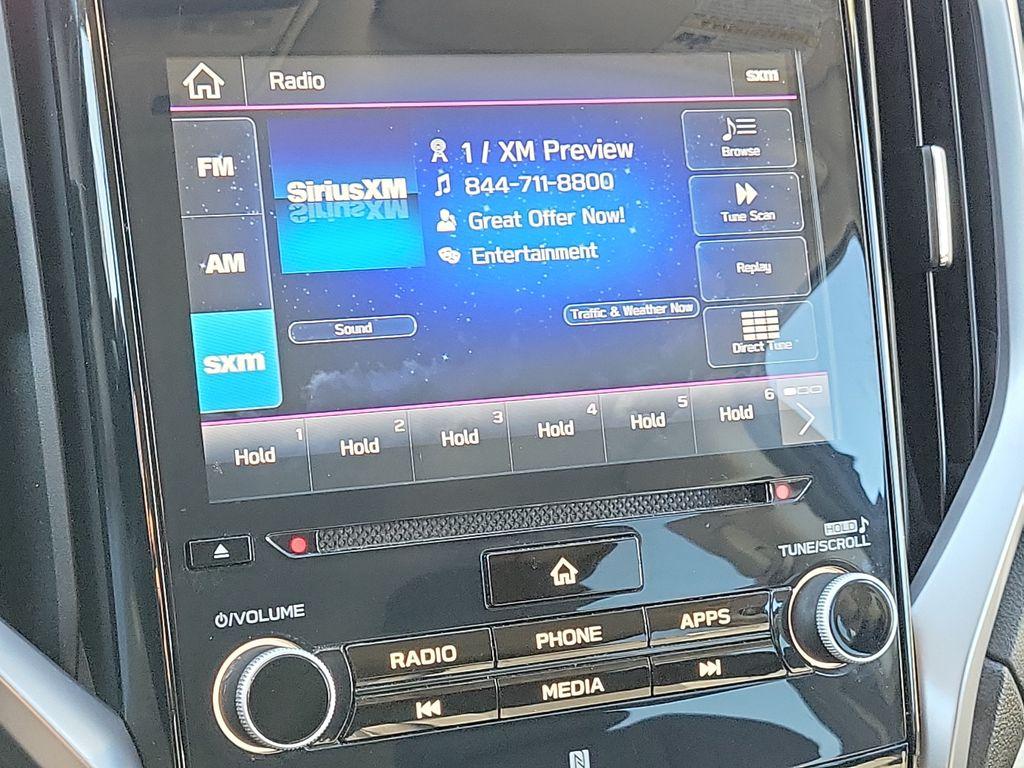 Radio
sxm
FM
AM
sxm
SiriusXM
1 / XM Preview
844-711-8800
Great Offer Now!
Entertainment
Browse
Tune Scan
Replay
Direct Tune
Sound
Traffic & Weather Now
1
Hold
2
Hold
3
Hold
4
Hold
5
Hold
6
Hold
HOLD
TUNE/SCROLL
/VOLUME
RADIO
PHONE
APPS
MEDIA
N